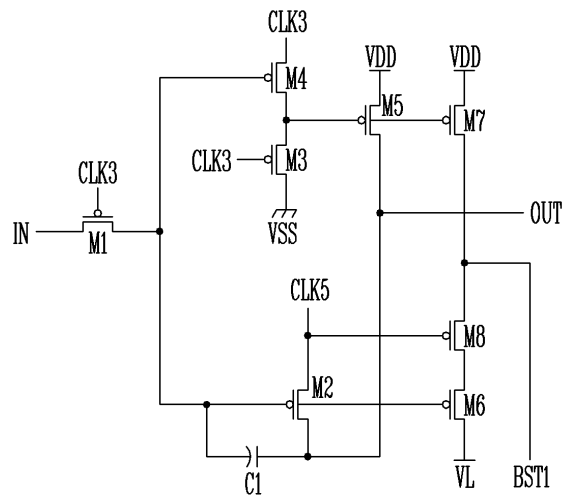 CLK3
VDD
VDD
M4
M5
M7
CLK3
M3
CLK3
VSS
OUT
IN
M1
CLK5
M8
M2
M6
C1
VL
BST1